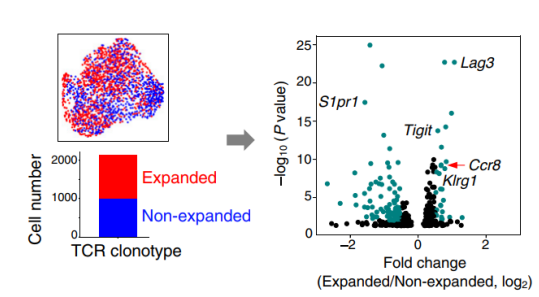 Cell number
2000
1000
0
Expanded
Non-expanded
TCR clonotype
−log10 (P value)
25
20
15
10
5
0
S1pr1
Lag3
Tigit
Ccr8
Klrg1
−2
0
2
Fold change
(Expanded/Non-expanded, log2)